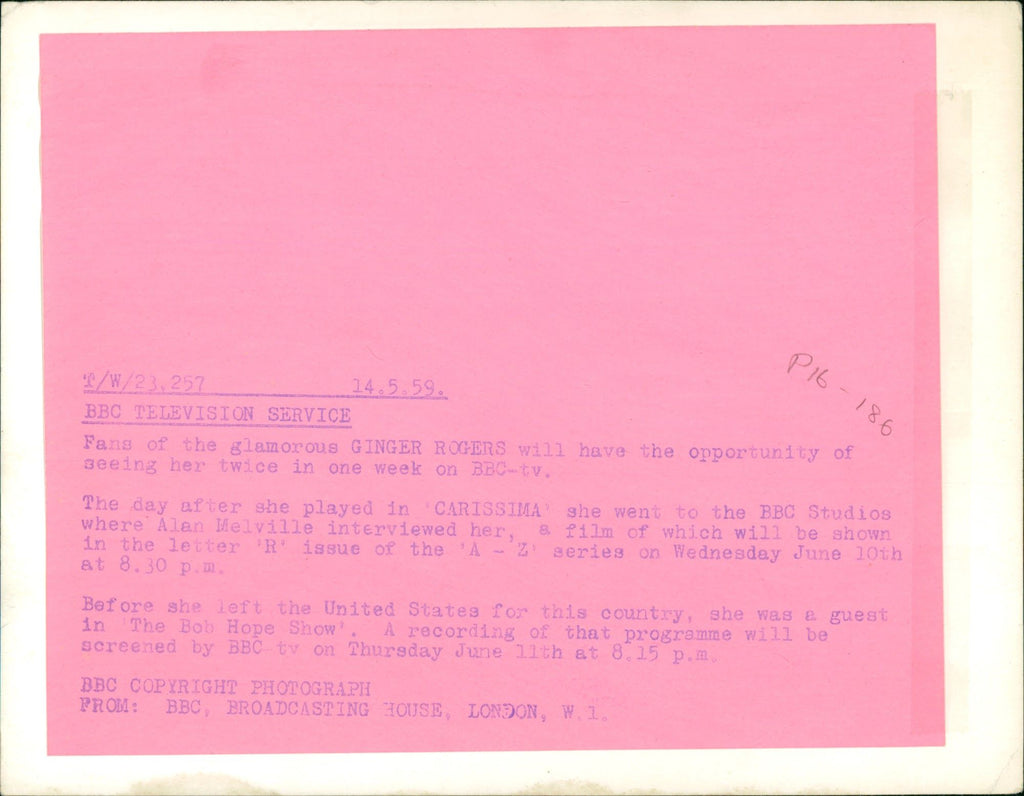 T/W/23.257 14.5.59.
BBC TELEVISION SERVICE
Fans of the glamorous GINGER ROGERS will have the opportunity of
seeing her twice in one week on BBC-tv.
The day after she played in 'CARISSIMA' she went to the BBC Studios
where Alan Melville interviewed her, a film of which will be shown
in the letter 'R' issue of the 'A - Z' series on Wednesday June 10th
at 8.30 p.m.
Before she left the United States for this country, she was a guest
in 'The Bob Hope Show'. A recording of that programme will be
screened by BBC-tv on Thursday June 11th at 8.15 p.m.
BBC COPYRIGHT PHOTOGRAPH
FROM: BBC, BROADCASTING HOUSE, LONDON, W.1.
P16-186